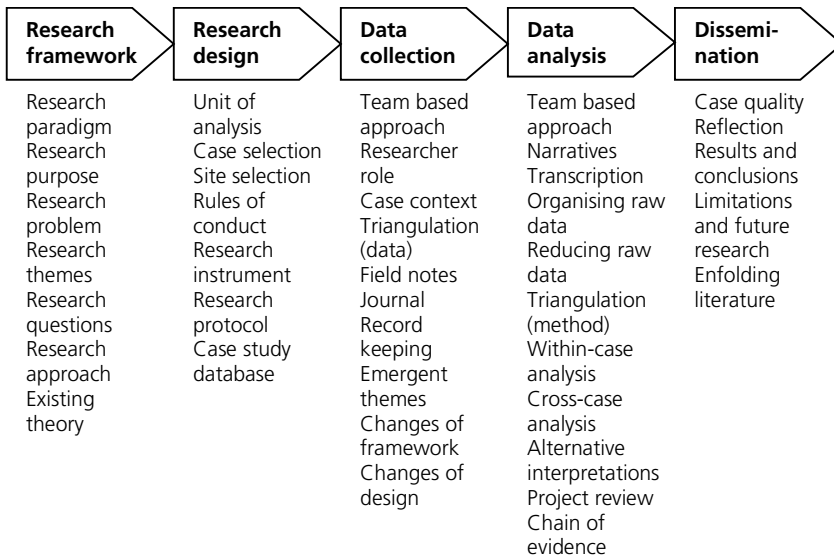 Research
framework
Research
design
Data
collection
Data
analysis
Dissemi-
nation
Research
paradigm
Research
purpose
Research
problem
Research
themes
Research
questions
Research
approach
Existing
theory
Unit of
analysis
Case selection
Site selection
Rules of
conduct
Research
instrument
Research
protocol
Case study
database
Team based
approach
Researcher
role
Case context
Triangulation
(data)
Field notes
Journal
Record
keeping
Emergent
themes
Changes of
framework
Changes of
design
Team based
approach
Narratives
Transcription
Organising raw
data
Reducing raw
data
Triangulation
(method)
Within-case
analysis
Cross-case
analysis
Alternative
interpretations
Project review
Chain of
evidence
Case quality
Reflection
Results and
conclusions
Limitations
and future
research
Enfolding
literature